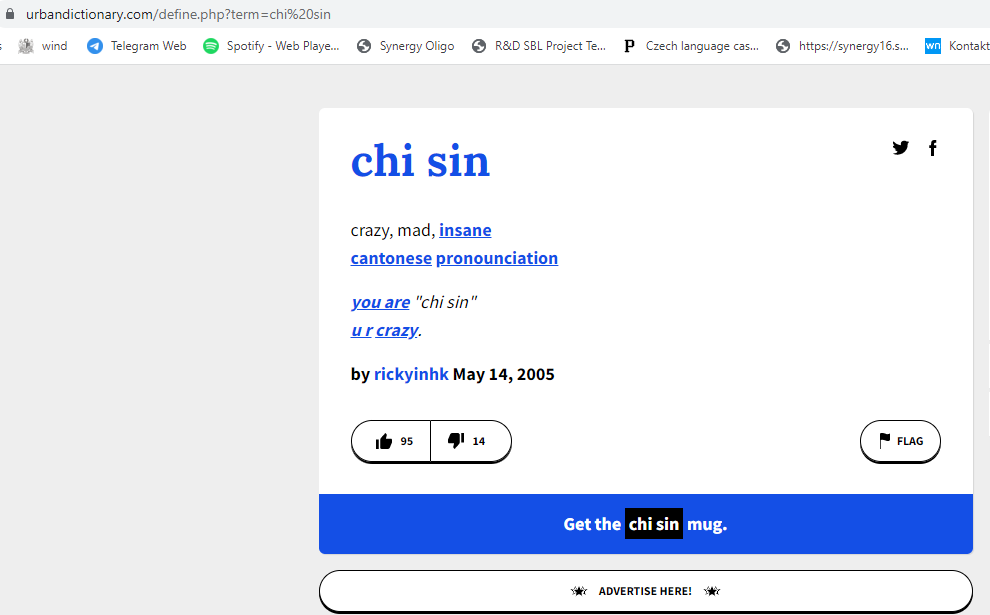 urbandictionary.com/define.php?term=chi%20sin
s wind Telegram Web Spotify - Web Playe... Synergy Oligo R&D SBL Project Te... P Czech language cas... https://synergy16.s... wn Kontakt
chi sin
crazy, mad, insane
cantonese pronounciation
you are "chi sin"
u r crazy.
by rickyinhk May 14, 2005
95 14 FLAG
Get the chi sin mug.
ADVERTISE HERE!